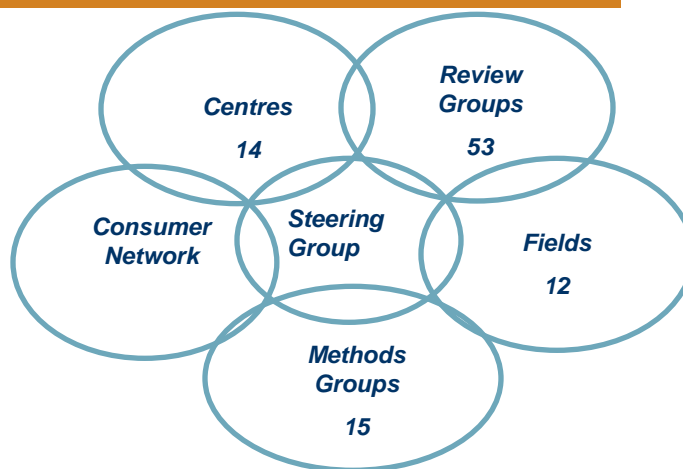 Centres
14
Review
Groups
53
Consumer
Network
Steering
Group
Fields
12
Methods
Groups
15